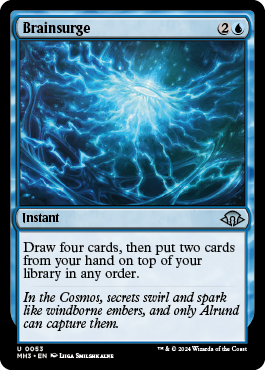 Brainsurge 2
Instant
Draw four cards, then put two cards
from your hand on top of your
library in any order.
In the Cosmos, secrets swirl and spark
like windborne embers, and only Alrund
can capture them.
U 0053
MH3 • EN LIIGA SMILSHKALNE
™ & © 2024 Wizards of the Coast